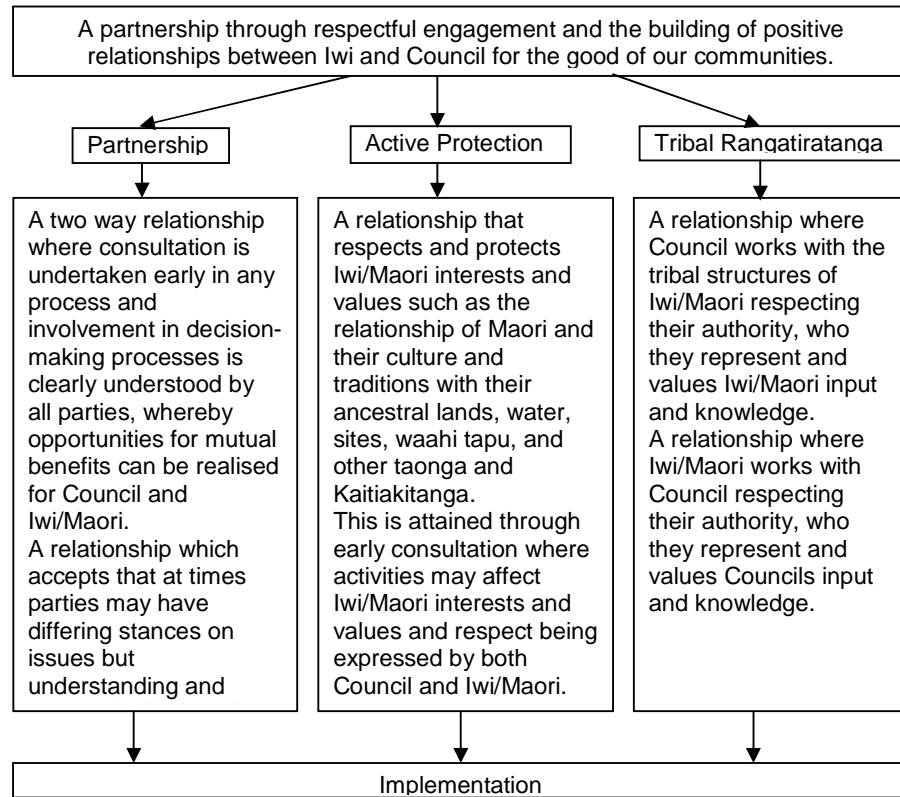 A partnership through respectful engagement and the building of positive
relationships between Iwi and Council for the good of our communities.
Partnership
Active Protection
Tribal Rangatiratanga
A two way relationship
where consultation is
undertaken early in any
process and
involvement in decision-
making processes is
clearly understood by
all parties, whereby
opportunities for mutual
benefits can be realised
for Council and
Iwi/Maori.
A relationship which
accepts that at times
parties may have
differing stances on
issues but
understanding and
A relationship that
respects and protects
Iwi/Maori interests and
values such as the
relationship of Maori and
their culture and
traditions with their
ancestral lands, water,
sites, waahi tapu, and
other taonga and
Kaitiakitanga.
This is attained through
early consultation where
activities may affect
Iwi/Maori interests and
values and respect being
expressed by both
Council and Iwi/Maori.
A relationship where
Council works with the
tribal structures of
Iwi/Maori respecting
their authority, who
they represent and
values Iwi/Maori input
and knowledge.
A relationship where
Iwi/Maori works with
Council respecting
their authority, who
they represent and
values Councils input
and knowledge.
Implementation